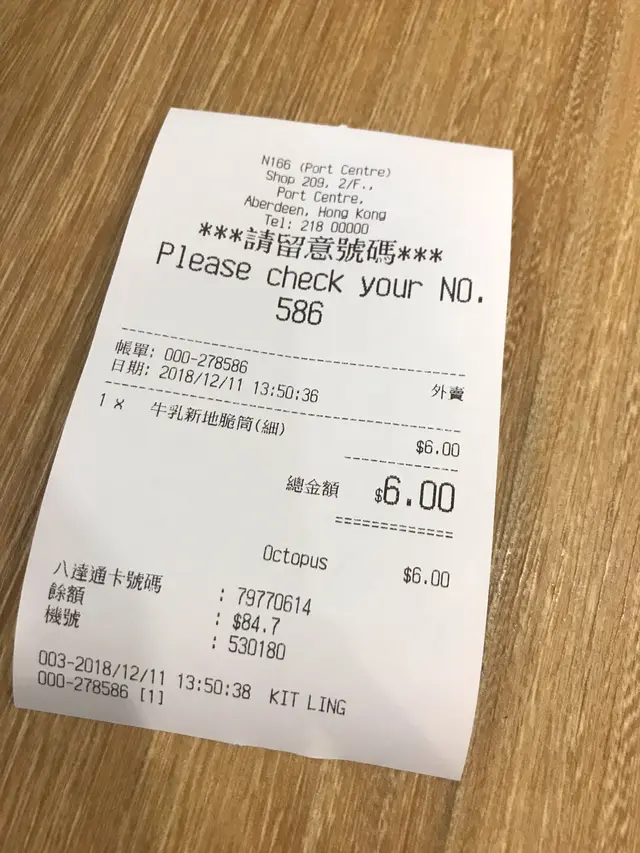 N166 (Port Centre)
Shop 209, 2/F.,
Port Centre,
Aberdeen, Hong Kong
Tel: 218 00000
***請留意號碼***
Please check your NO.
586
帳單: 000-278586
日期: 2018/12/11 13:50:36 外賣
1 × 牛乳新地脆筒(細) $6.00
總金額 $6.00
Octopus $6.00
八達通卡號碼 : 79770614
餘額 : $84.7
機號 : 530180
003-2018/12/11 13:50:38 KIT LING
000-278586 [1]